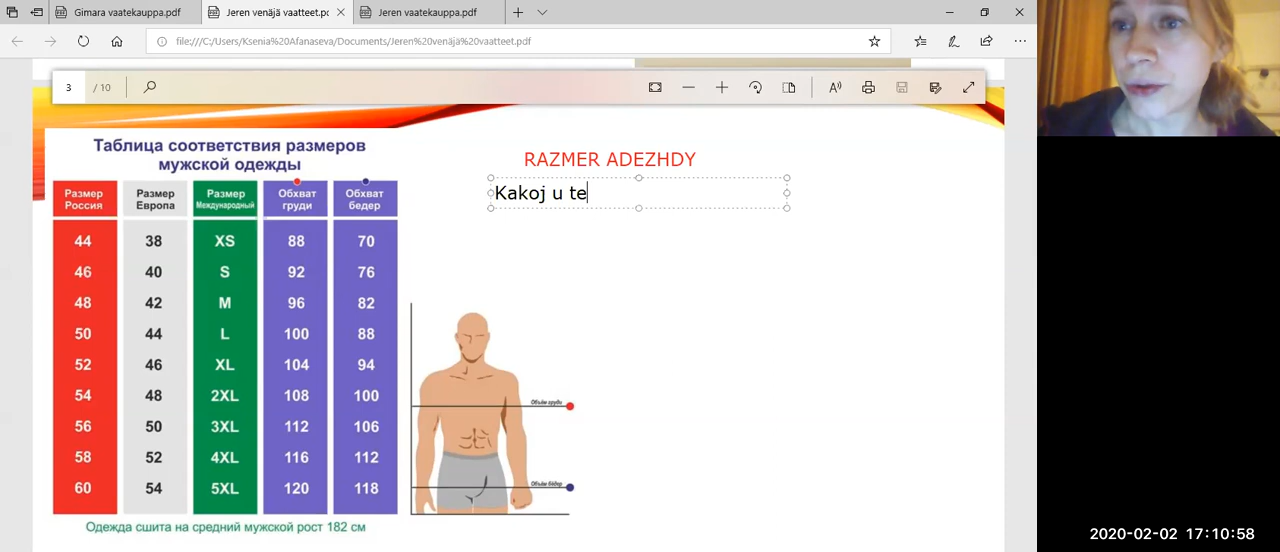 Gimara vaatekauppa.pdf
Jeren venäjä vaatteet.pd
Jeren vaatekauppa.pdf
file:///C:/Users/Ksenia%20Afanaseva/Documents/Jeren%20venäjä%20vaatteet.pdf
3 / 10
Таблица соответствия размеров
мужской одежды
RAZMER ADEZHDY
Kakoj u te
Размер Россия
Размер Европа
Размер Международный
Обхват груди
Обхват бедер
44 38 XS 88 70
46 40 S 92 76
48 42 M 96 82
50 44 L 100 88
52 46 XL 104 94
54 48 2XL 108 100
56 50 3XL 112 106
58 52 4XL 116 112
60 54 5XL 120 118
Объём груди
Объём бёдер
Одежда сшита на средний мужской рост 182 см
2020-02-02 17:10:58